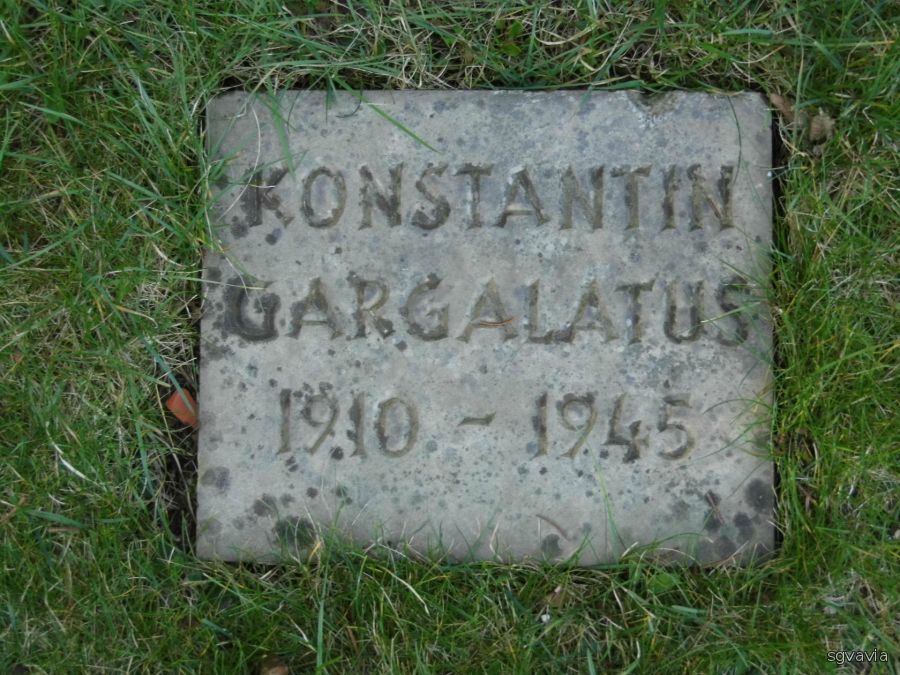 KONSTANTIN
GARGALATUS
1910 - 1945
sgvavia